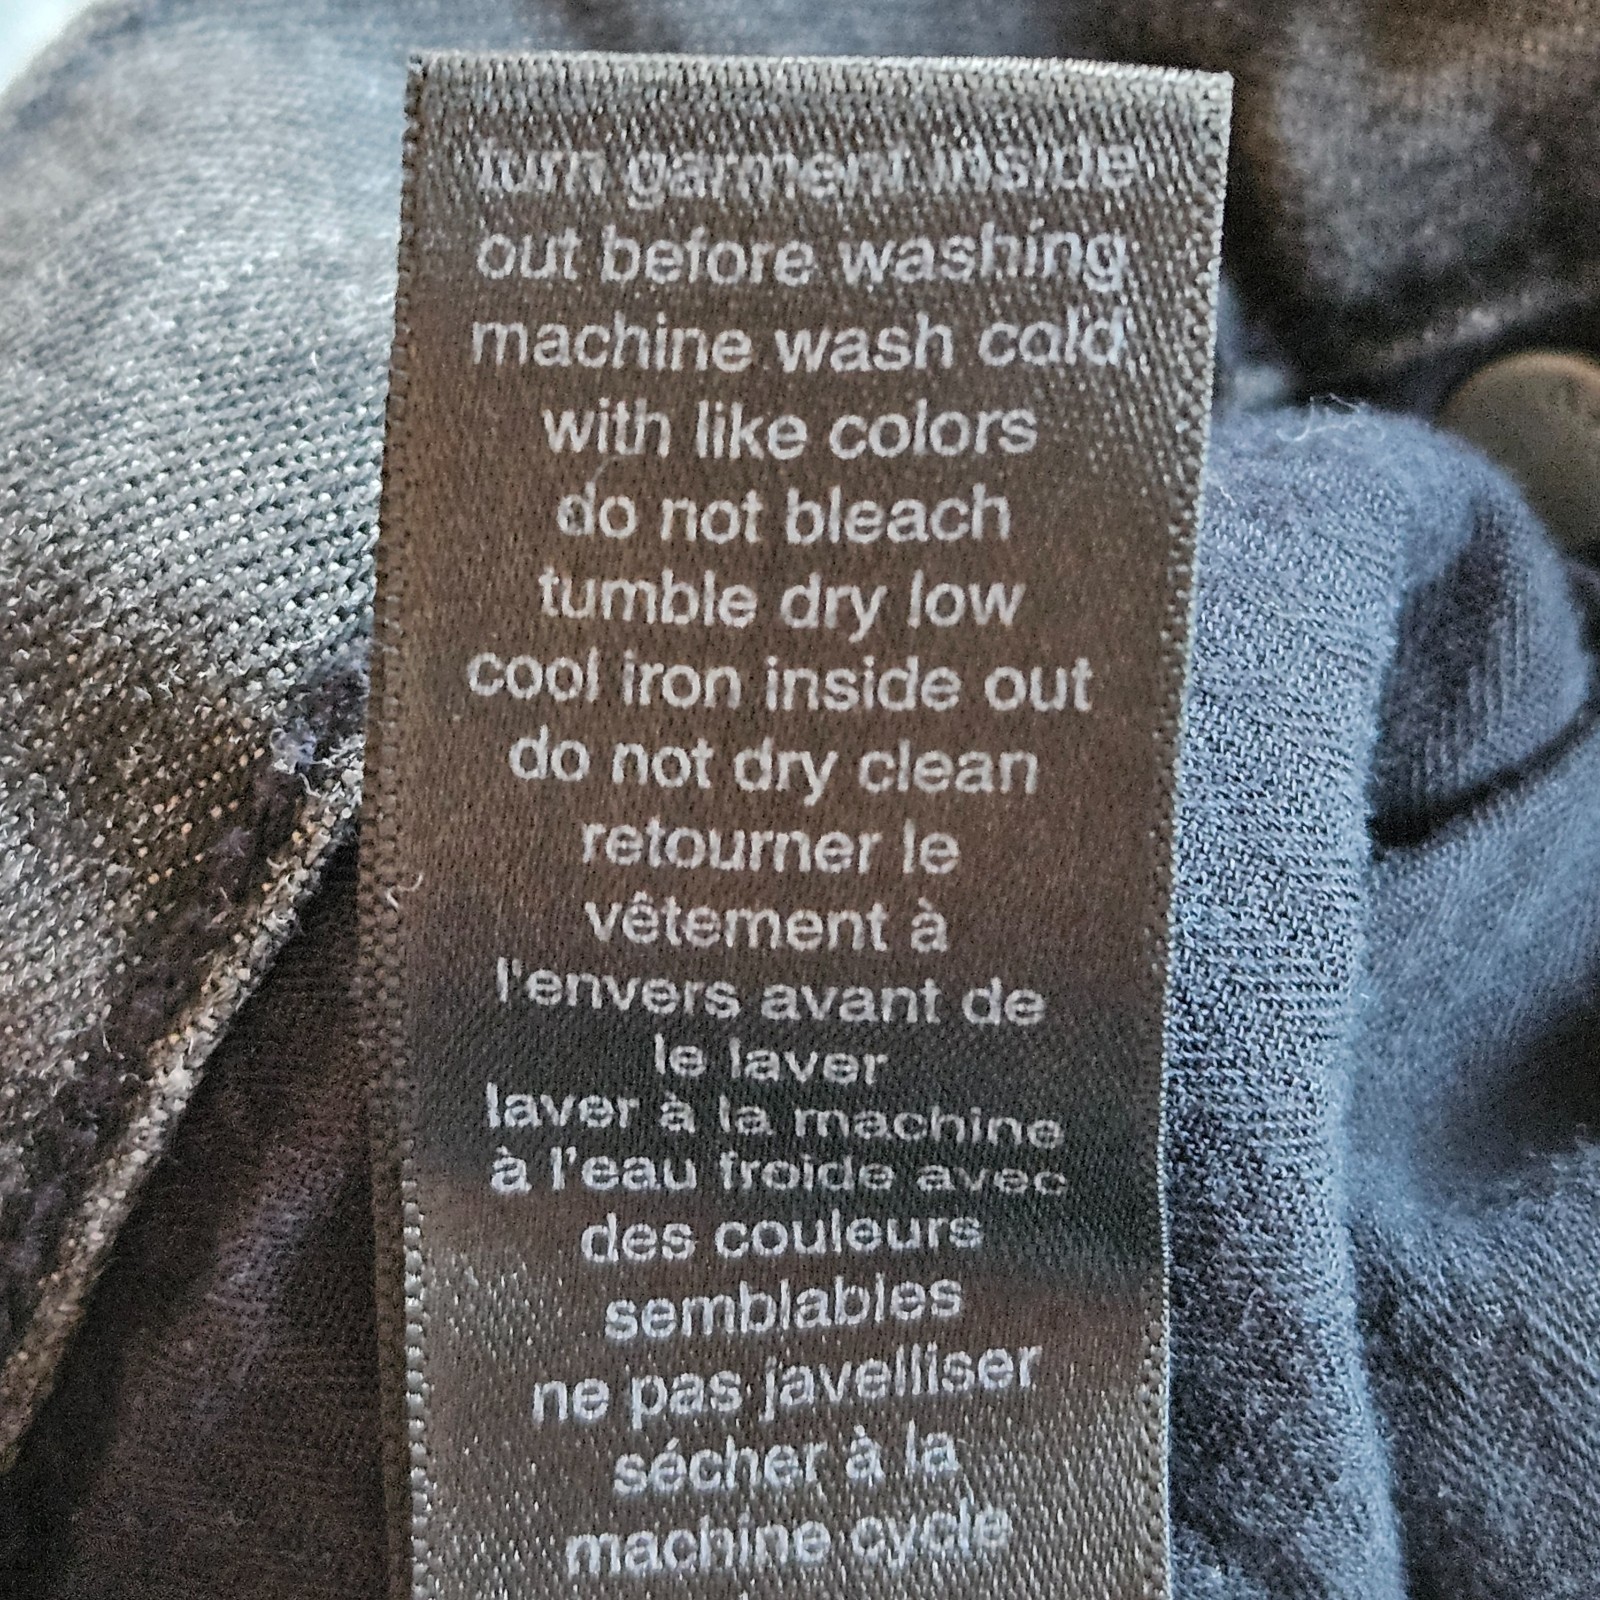 turn garment inside
out before washing
machine wash cold
with like colors
do not bleach
tumble dry low
cool iron inside out
do not dry clean
retourner le
vêtement à
l'envers avant de
le laver
laver à la machine
à l'eau froide avec
des couleurs
semblables
ne pas javelliser
sécher à la
machine cycle